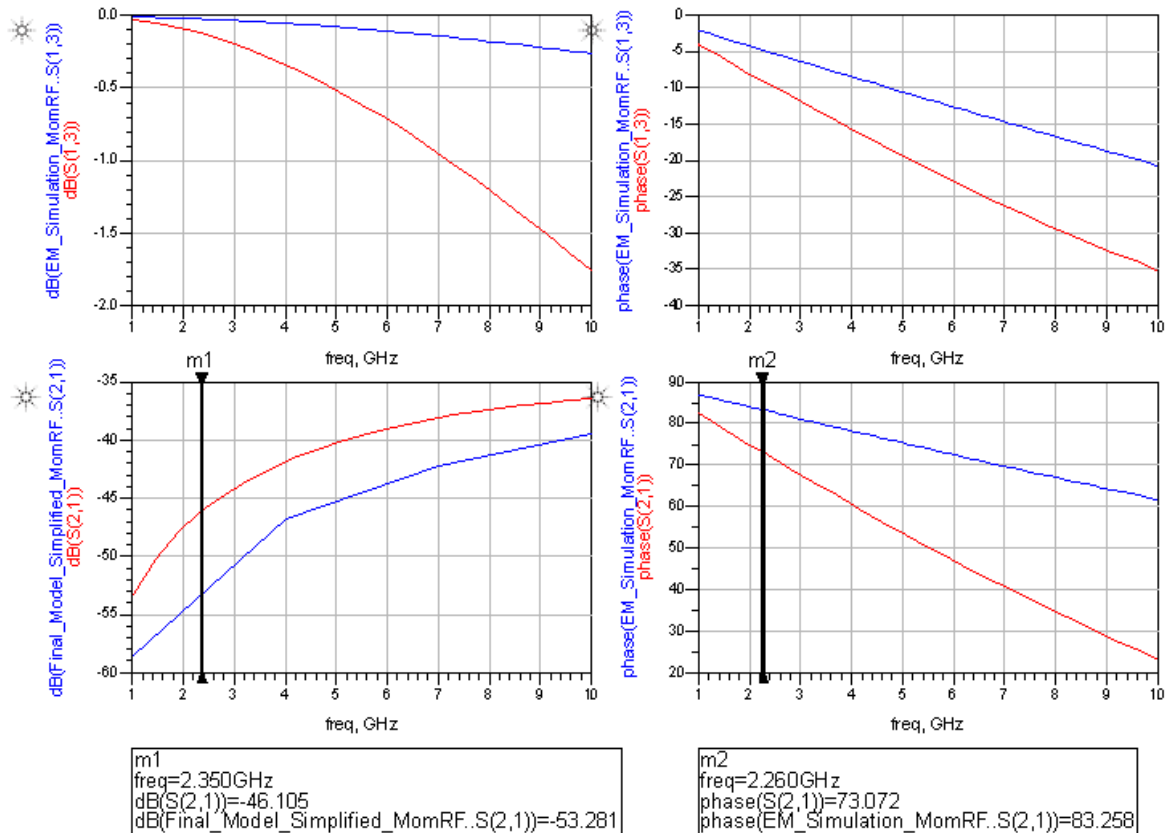 dB(EM_Simulation_MomRF..S(1,3))
dB(S(1,3))
0.0
-0.5
-1.0
-1.5
-2.0
1 2 3 4 5 6 7 8 9 10
freq, GHz
phase(EM_Simulation_MomRF..S(1,3))
phase(S(1,3))
0
-5
-10
-15
-20
-25
-30
-35
-40
1 2 3 4 5 6 7 8 9 10
freq, GHz
m1
dB(Final_Model_Simplified_MomRF..S(2,1))
dB(S(2,1))
-35
-40
-45
-50
-55
-60
1 2 3 4 5 6 7 8 9 10
freq, GHz
m2
phase(EM_Simulation_MomRF..S(2,1))
phase(S(2,1))
90
80
70
60
50
40
30
20
1 2 3 4 5 6 7 8 9 10
freq, GHz
m1
freq=2.350GHz
dB(S(2,1))=-46.105
dB(Final_Model_Simplified_MomRF..S(2,1))=-53.281
m2
freq=2.260GHz
phase(S(2,1))=73.072
phase(EM_Simulation_MomRF..S(2,1))=83.258